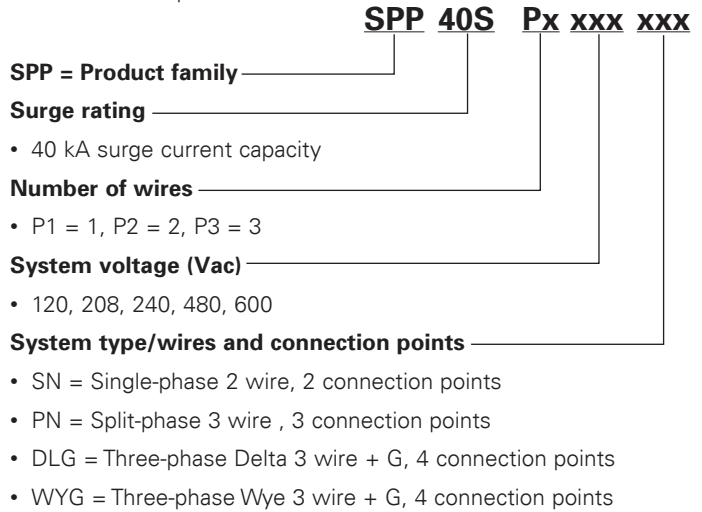 SPP 40S Px xxx xxx
SPP = Product family
Surge rating
• 40 kA surge current capacity
Number of wires
• P1 = 1, P2 = 2, P3 = 3
System voltage (Vac)
• 120, 208, 240, 480, 600
System type/wires and connection points
• SN = Single-phase 2 wire, 2 connection points
• PN = Split-phase 3 wire , 3 connection points
• DLG = Three-phase Delta 3 wire + G, 4 connection points
• WYG = Three-phase Wye 3 wire + G, 4 connection points